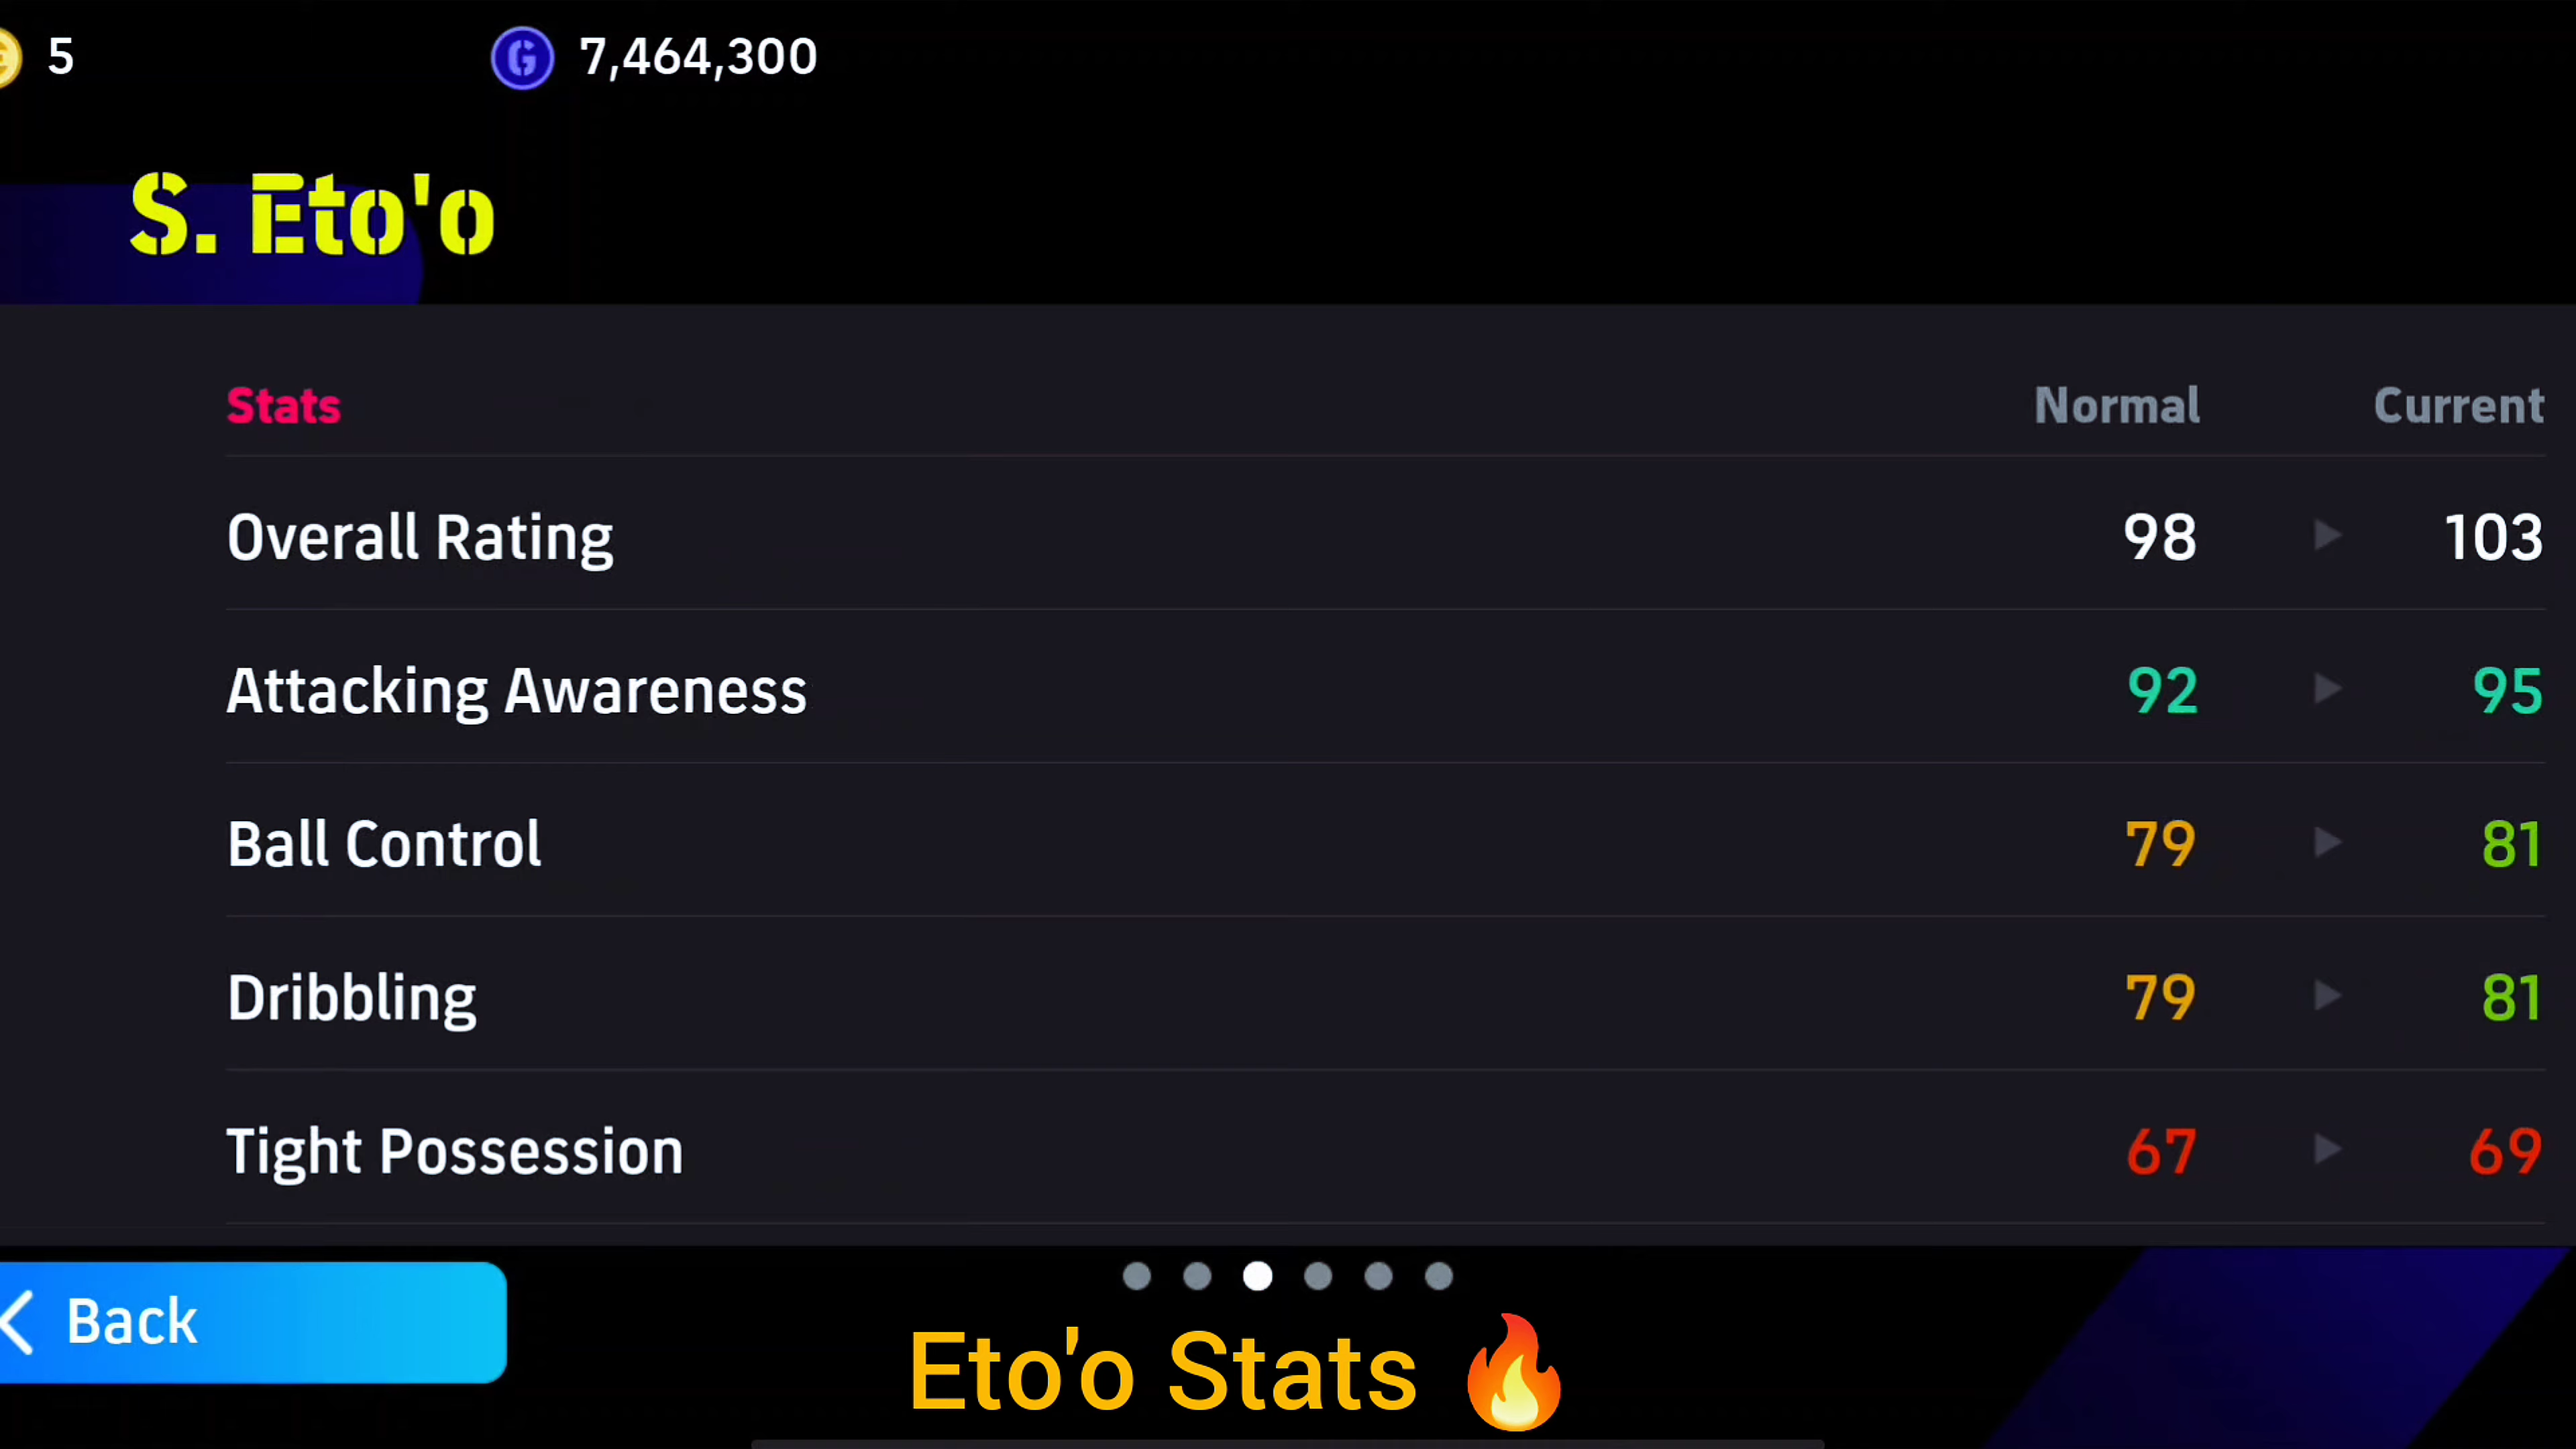 5 7,464,300
S. Eto'o
Stats Normal Current
Overall Rating 98 103
Attacking Awareness 92 95
Ball Control 79 81
Dribbling 79 81
Tight Possession 67 69
Back
Eto'o Stats 🔥